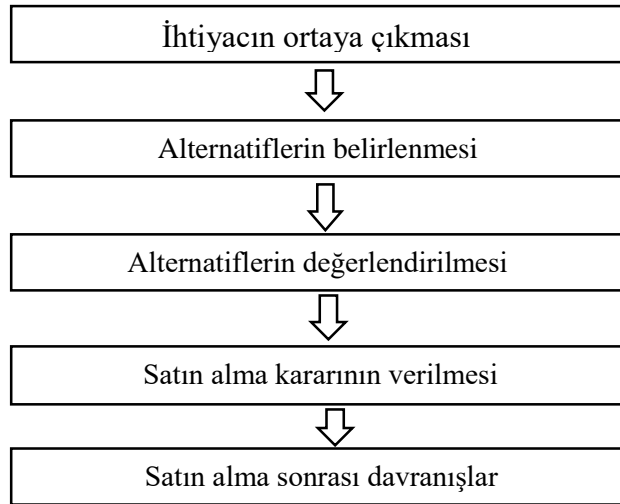 İhtiyacın ortaya çıkması
Alternatiflerin belirlenmesi
Alternatiflerin değerlendirilmesi
Satın alma kararının verilmesi
Satın alma sonrası davranışlar